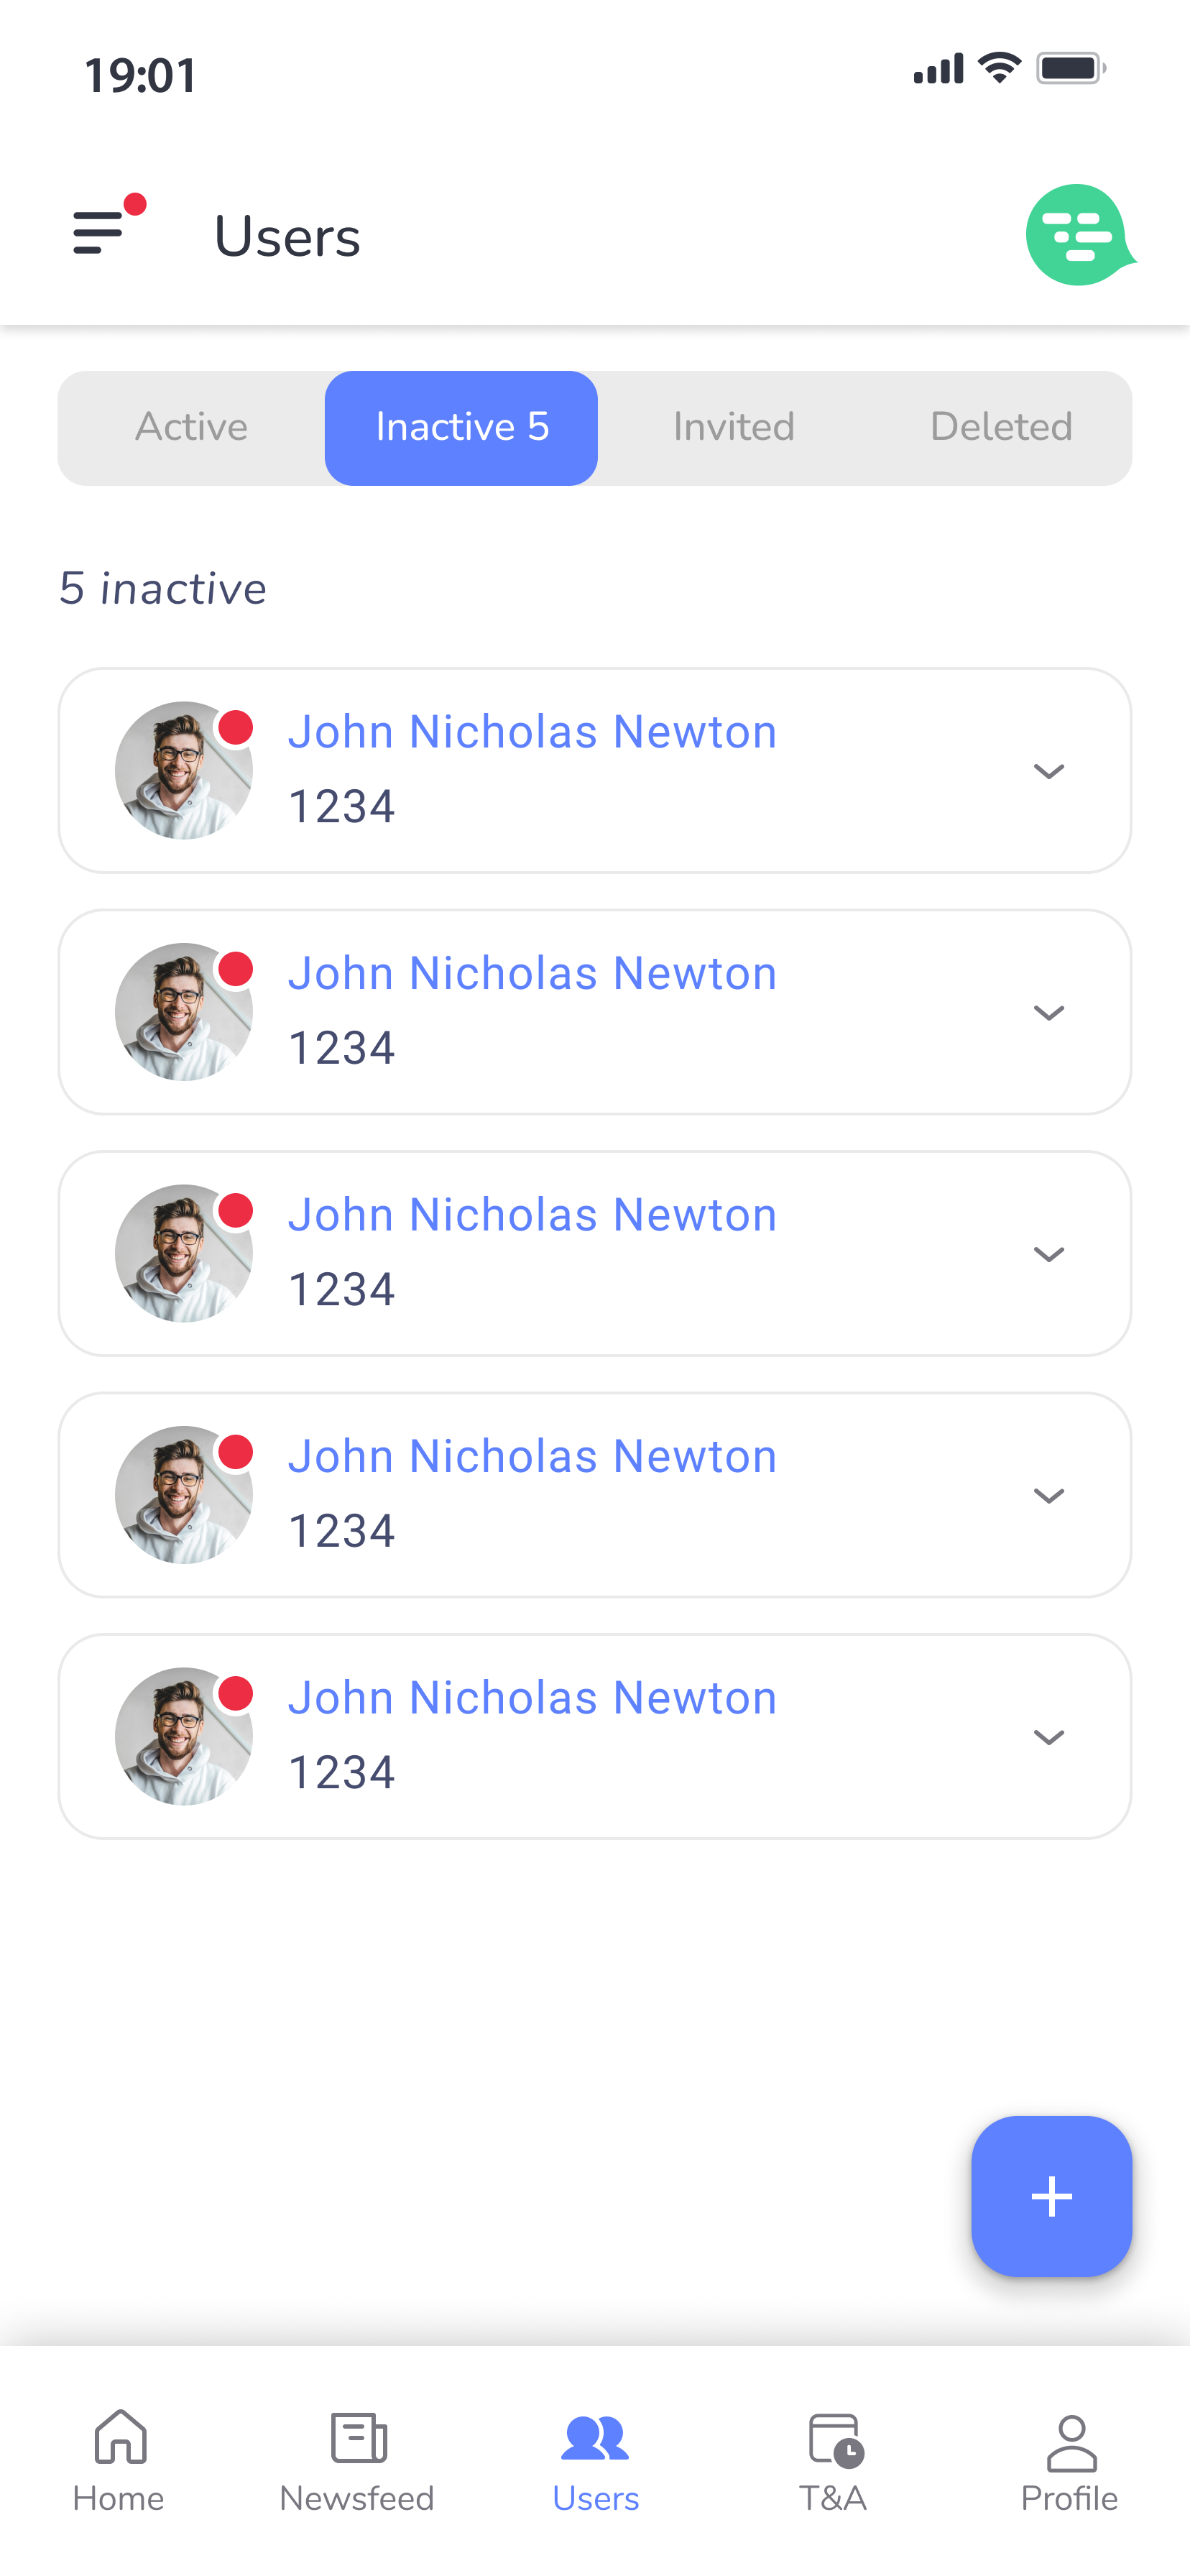 19:01
Users
Active Inactive 5 Invited Deleted
5 inactive
John Nicholas Newton
1234
John Nicholas Newton
1234
John Nicholas Newton
1234
John Nicholas Newton
1234
John Nicholas Newton
1234
Home Newsfeed Users T&A Profile